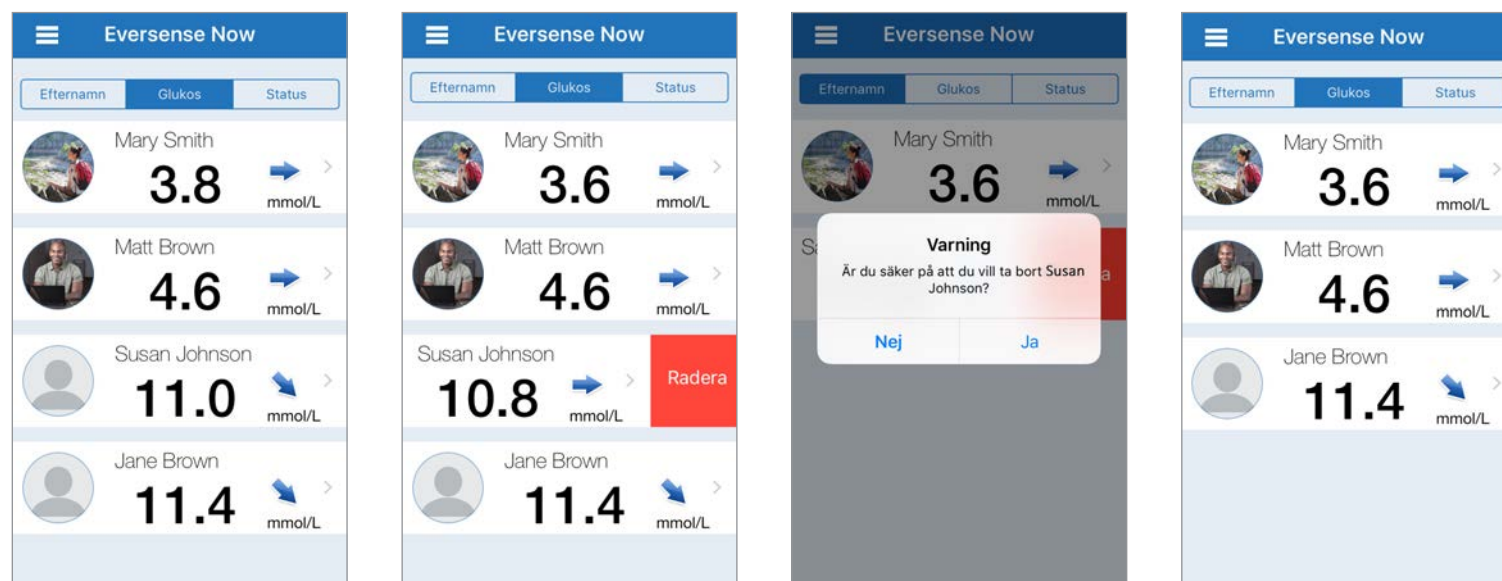 Eversense Now
Efternamn Glukos Status
Mary Smith
3.8
mmol/L
Matt Brown
4.6
mmol/L
Susan Johnson
11.0
mmol/L
Jane Brown
11.4
mmol/L
Eversense Now
Efternamn Glukos Status
Mary Smith
3.6
mmol/L
Matt Brown
4.6
mmol/L
Susan Johnson
10.8
mmol/L
Radera
Jane Brown
11.4
mmol/L
Eversense Now
Efternamn Glukos Status
Mary Smith
3.6
mmol/L
Varning
Är du säker på att du vill ta bort Susan
Johnson?
Nej Ja
Eversense Now
Efternamn Glukos Status
Mary Smith
3.6
mmol/L
Matt Brown
4.6
mmol/L
Jane Brown
11.4
mmol/L